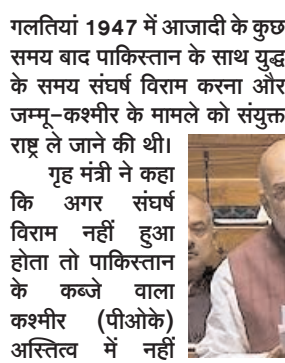 गलतियां 1947 में आजादी के कुछ
समय बाद पाकिस्तान के साथ युद्ध
के समय संघर्ष विराम करना और
जम्मू-कश्मीर के मामले को संयुक्त
राष्ट्र ले जाने की थी।
गृह मंत्री ने कहा
कि अगर संघर्ष
विराम नहीं हुआ
होता तो पाकिस्तान
के कब्जे वाला
कश्मीर (पीओके)
अस्तित्व में नहीं